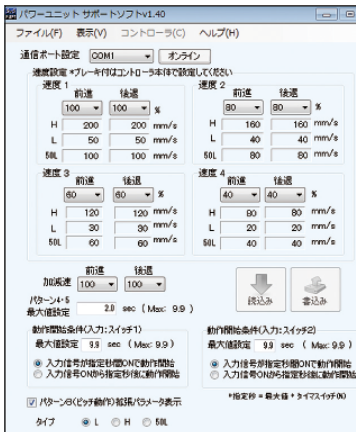 パワーユニット サポートソフトv1.40
ファイル(F) 表示(V) コントローラ(C) ヘルプ(H)
通信ポート設定 COM1 オンライン
速度設定 *ブレーキ付はコントローラ本体で設定してください
速度1 速度2
前進 後退 前進 後退
100 100 % 80 80 %
H 200 200 mm/s H 160 160 mm/s
L 50 50 mm/s L 40 40 mm/s
50L 100 100 mm/s 50L 80 80 mm/s
速度3 速度4
前進 後退 前進 後退
60 60 % 40 40 %
H 120 120 mm/s H 80 80 mm/s
L 30 30 mm/s L 20 20 mm/s
50L 60 60 mm/s 50L 40 40 mm/s
前進 後退
加減速 100 100 %
読込み 書込み
パターン4・5
最大値設定 2.0 sec ( Max: 9.9 )
動作開始条件(入力:スイッチ1) 動作開始条件(入力:スイッチ2)
最大値設定 9.9 sec ( Max: 9.9 ) 最大値設定 9.9 sec ( Max: 9.9 )
入力信号が指定秒間ONで動作開始 入力信号が指定秒間ONで動作開始
入力信号ONから指定秒後に動作開始 入力信号ONから指定秒後に動作開始
*指定秒 = 最大値 * タイマスイッチ(%)
パターン8(ピッチ動作)拡張パラメータ表示
タイプ L H 50L